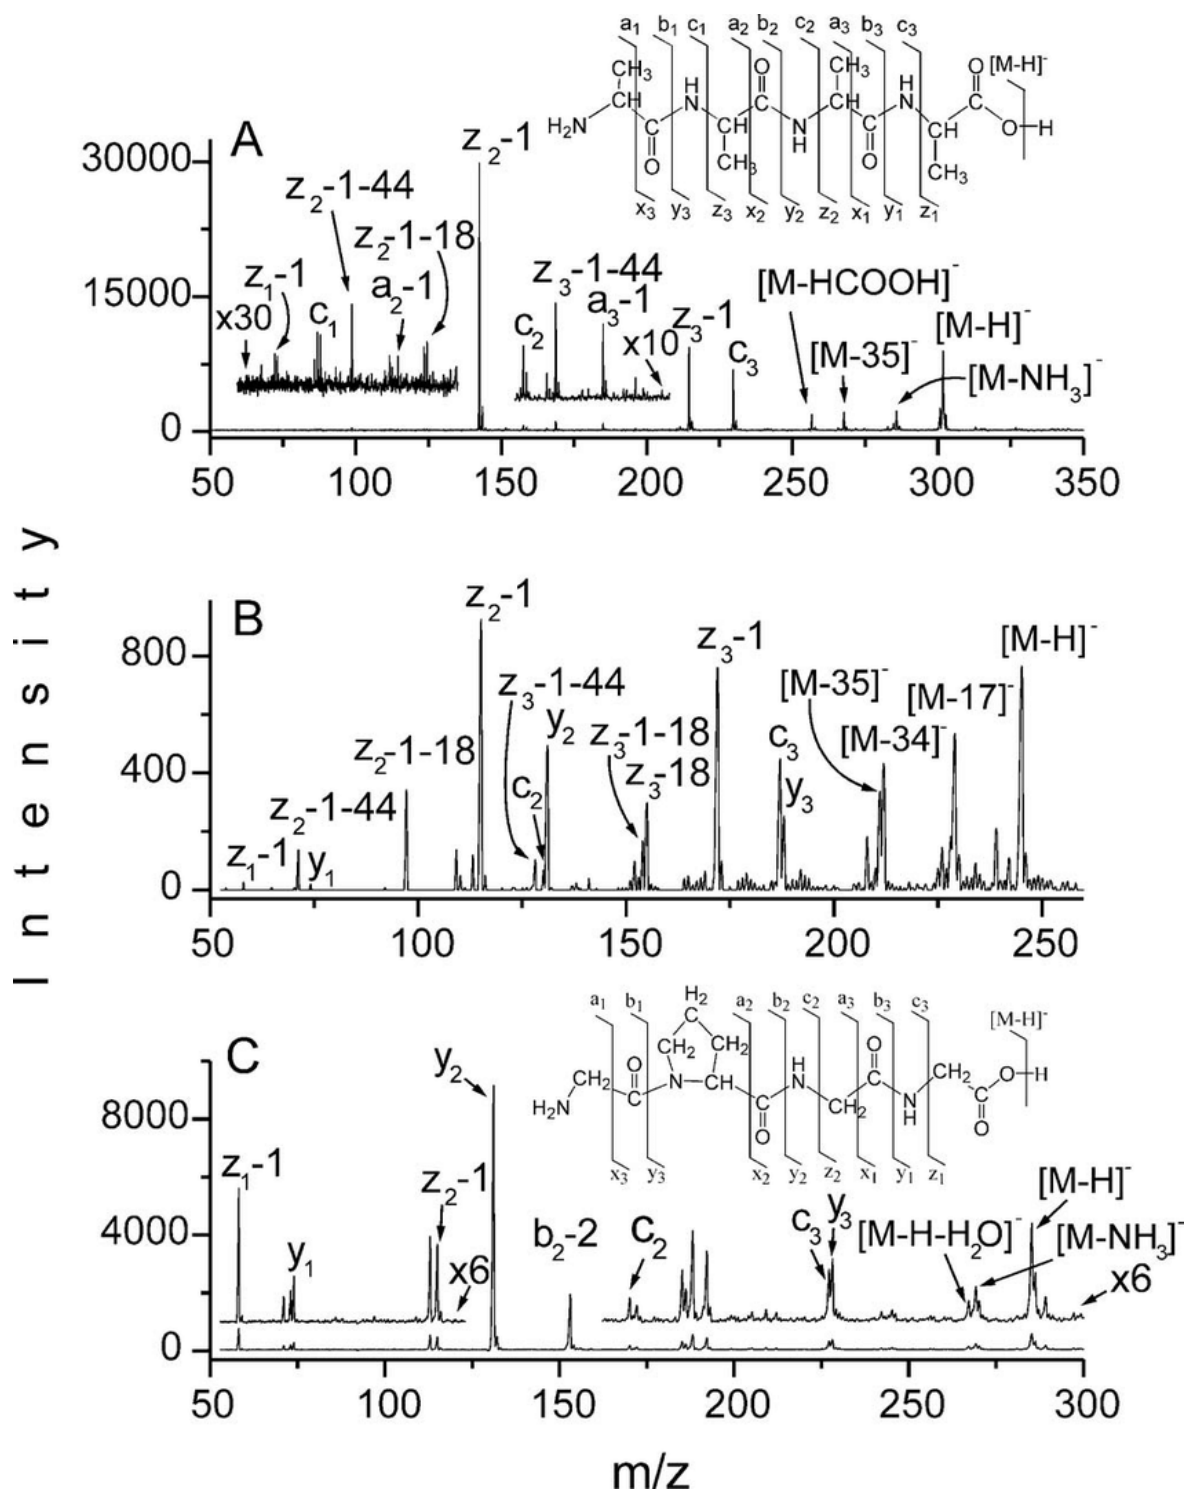 a1 b1 c1 a2 b2 c2 a3 b3 c3
[M-H]-
CH3 CH3 O
H2N CH H N O CH N H O
C C N H CH C CH C O H
O CH3 O CH3
x3 y3 z3 x2 y2 z2 x1 y1 z1
A
z2-1
30000
z2-1-44
z2-1-18
z3-1-44
[M-HCOOH]-
z1-1
a2-1
a3-1
z3-1
[M-H]-
15000
x30
c1
c2
x10
c3
[M-35]-
[M-NH3]-
0
50 100 150 200 250 300 350
Intensity
B
z2-1
z3-1
[M-H]-
800
z3-1-44
[M-35]-
[M-17]-
y2
z3-1-18
c3
[M-34]-
z2-1-18
400
c2
z3-18
y3
z2-1-44
z1-1
y1
0
50 100 150 200 250
C
a1 b1 H2 a2 b2 c2 a3 b3 c3
[M-H]-
C
CH2 CH2
H2N CH2 C O N CH C O H N CH2 C O N H CH2 C O O H
x3 y3 x2 y2 z2 x1 y1 z1
y2
8000
z1-1
z2-1
[M-H]-
b2-2
c2
c3
y3
[M-H-H2O]-
[M-NH3]-
4000
y1
x6
x6
0
50 100 150 200 250 300
m/z